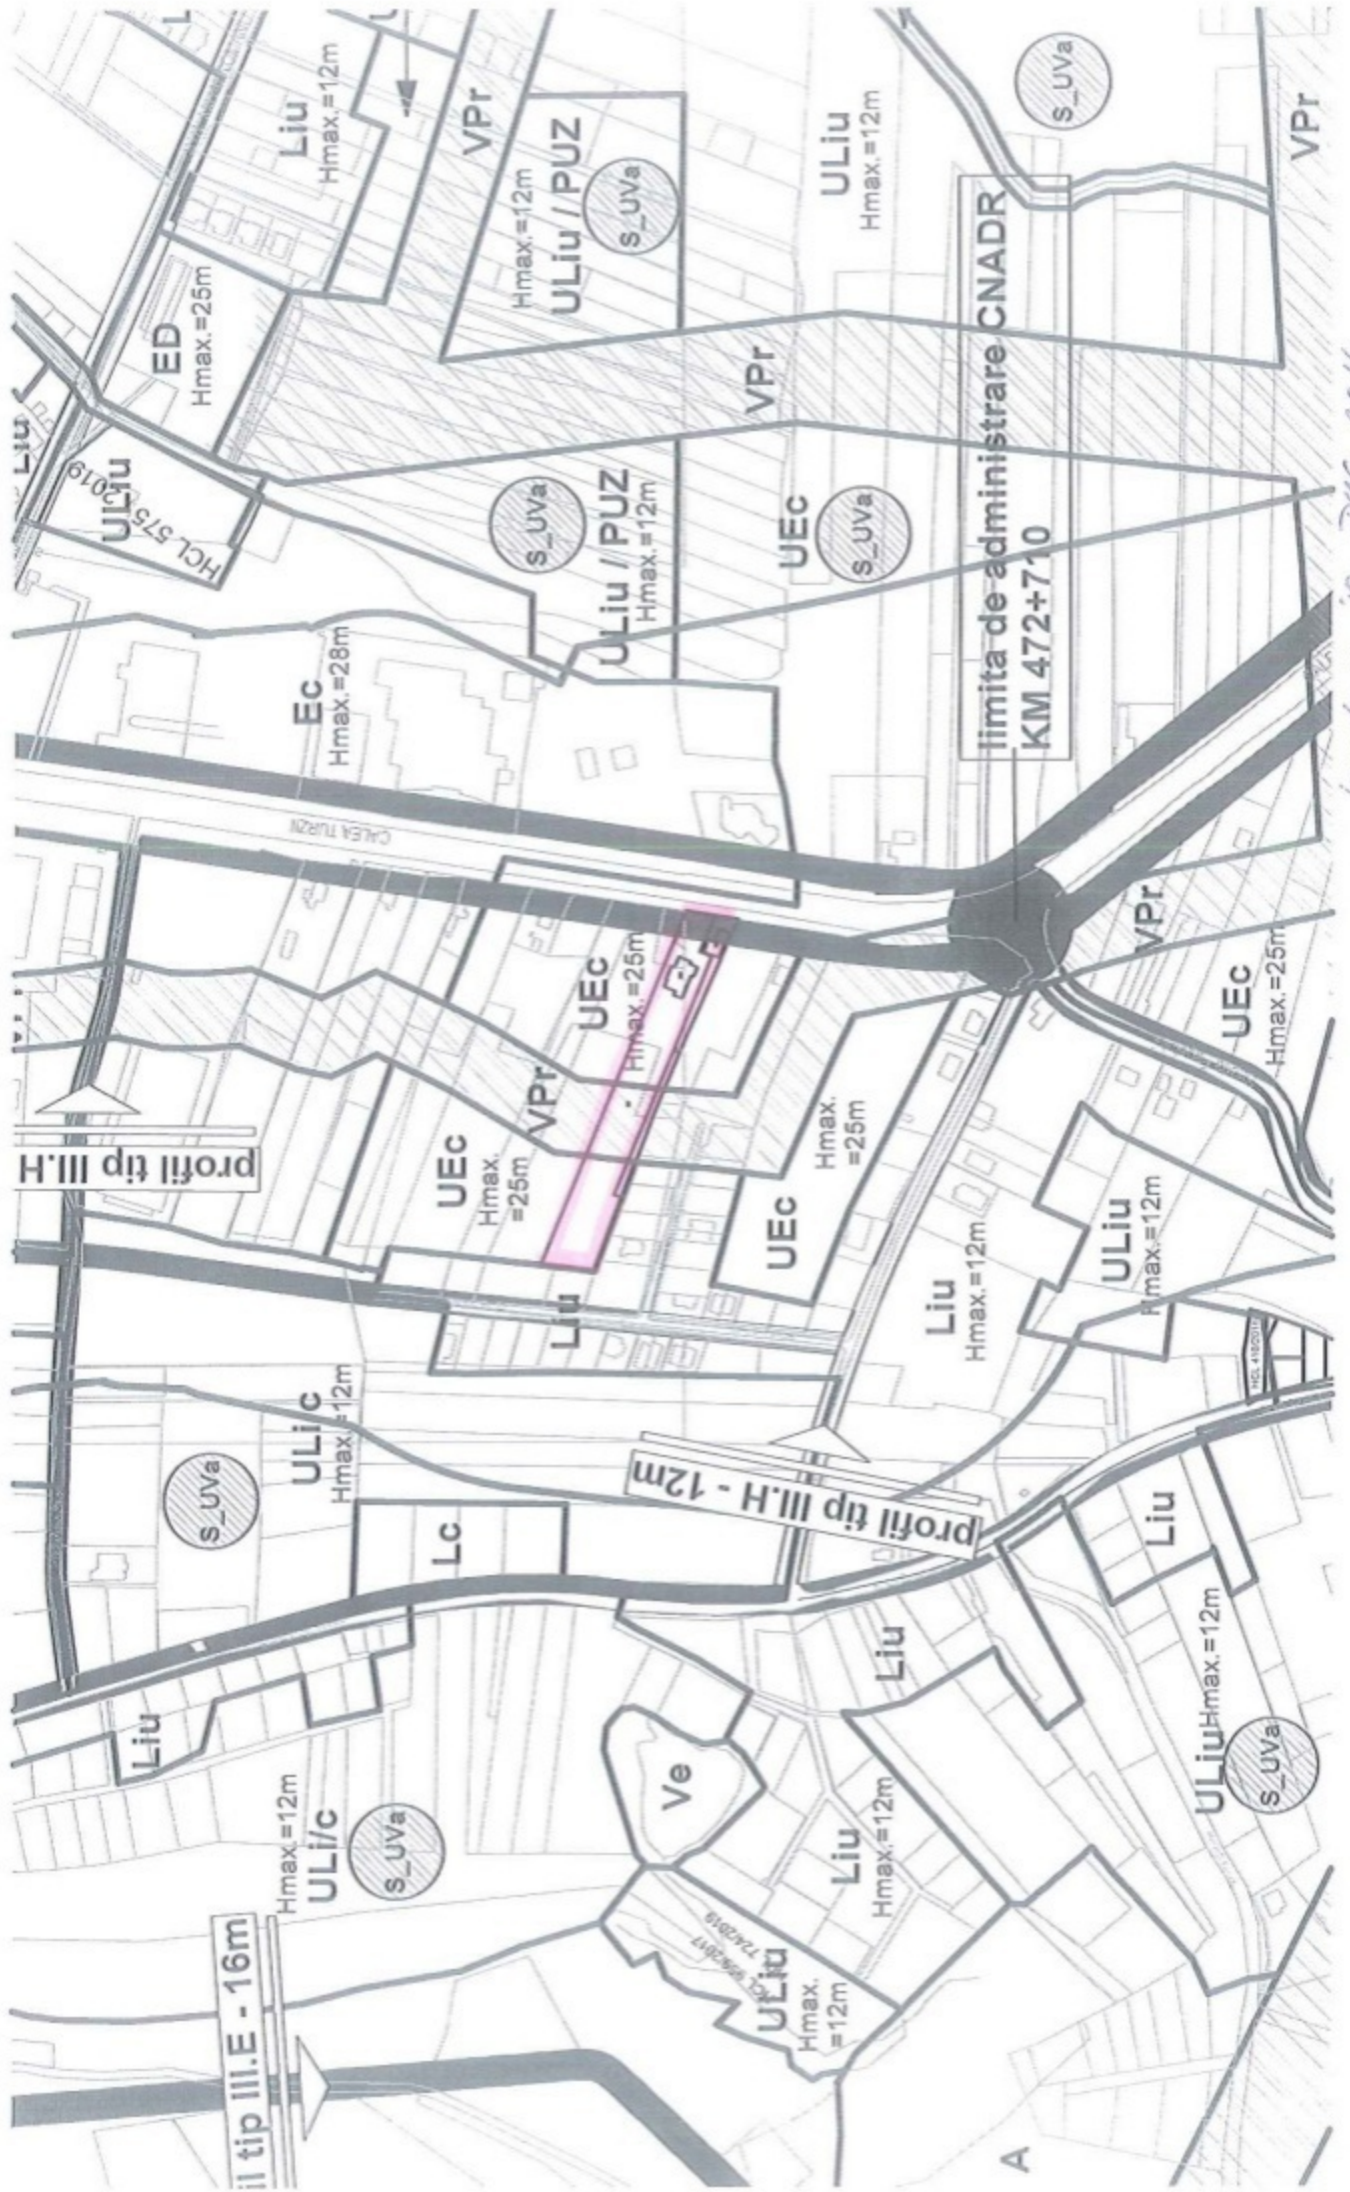 Liu
Hmax.=12m
VPr
Hmax.=12m
ULiu / PUZ
S_UVa
ULiu
Hmax.=12m
S_UVa
VPr
ED
Hmax.=25m
Liu
ULiu
HCL 575/2019
VPr
S_UVa
ULiu / PUZ
Hmax.=12m
UEc
S_UVa
limita de administrare CNADR
KM 472+710
Ec
Hmax.=28m
CALEA TURZII
UEc
Hmax.=25m
VPr
VPr
UEc
Hmax.=25m
profil tip III.H
UEc
Hmax.
=25m
Hmax.
=25m
UEc
Liu
Liu
Hmax.=12m
ULiu
Hmax.=12m
S_UVa
ULi c
Hmax.=12m
Lc
profil tip III.H - 12m
Liu
Liu
Liu
ULiu
Hmax.=12m
S_UVa
Hmax.=12m
ULi/c
S_UVa
Ve
Liu
Hmax.=12m
724/2019
ULiu
Hmax.
=12m
il tip III.E - 16m
A